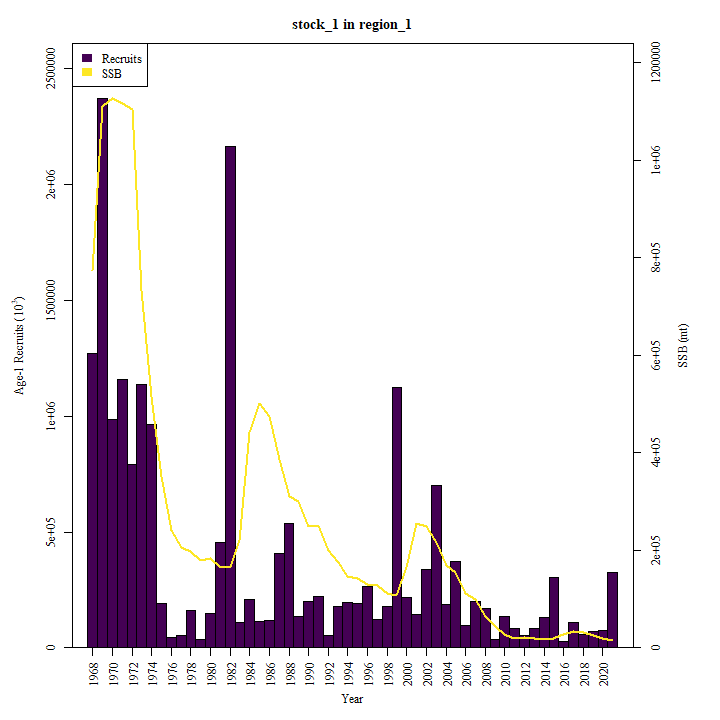 stock_1 in region_1
Recruits
SSB
Age-1 Recruits (10³)
0
5e+05
1e+06
1500000
2e+06
2500000
SSB (mt)
0
2e+05
4e+05
6e+05
8e+05
1e+06
1200000
1968 1970 1972 1974 1976 1978 1980 1982 1984 1986 1988 1990 1992 1994 1996 1998 2000 2002 2004 2006 2008 2010 2012 2014 2016 2018 2020
Year